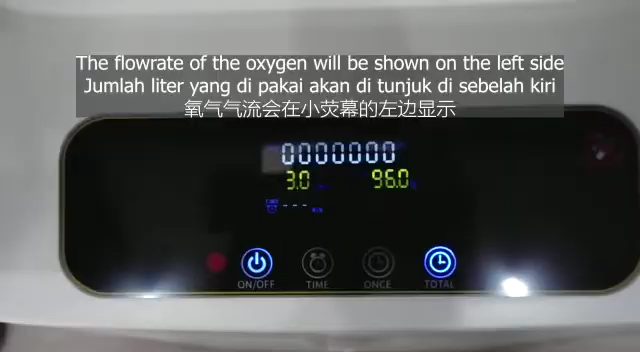 The flowrate of the oxygen will be shown on the left side
Jumlah liter yang di pakai akan di tunjuk di sebelah kiri
氧气气流会在小荧幕的左边显示
0000000
3.0 96.0
---
ON/OFF TIME ONCE TOTAL